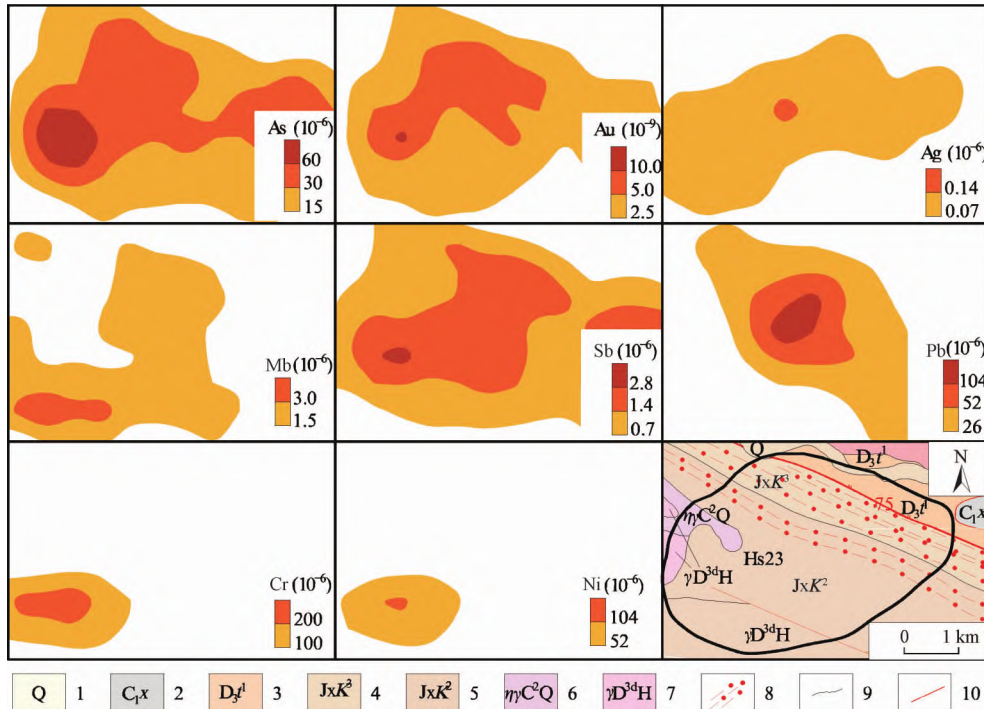 As (10⁻⁶)
60
30
15
Au (10⁻⁹)
10.0
5.0
2.5
Ag (10⁻⁶)
0.14
0.07
Mb (10⁻⁶)
3.0
1.5
Sb (10⁻⁶)
2.8
1.4
0.7
Pb (10⁻⁶)
104
52
26
Cr (10⁻⁶)
200
100
Ni (10⁻⁶)
104
52
Q
D₃t¹
N
JxK³
75
D₃t¹
C₁x
ηγC²Q
Hs23
γD³ᵈH
JxK²
γD³ᵈH
0 1 km
Q 1 C₁x 2 D₃t¹ 3 JxK³ 4 JxK² 5 ηγC²Q 6 γD³ᵈH 7 8 9 10